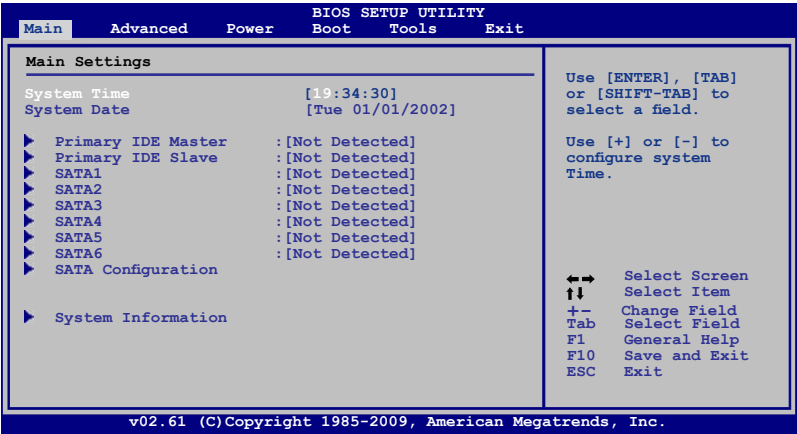 BIOS SETUP UTILITY
Main Advanced Power Boot Tools Exit
Main Settings
System Time [19:34:30]
System Date [Tue 01/01/2002]
Primary IDE Master :[Not Detected]
Primary IDE Slave :[Not Detected]
SATA1 :[Not Detected]
SATA2 :[Not Detected]
SATA3 :[Not Detected]
SATA4 :[Not Detected]
SATA5 :[Not Detected]
SATA6 :[Not Detected]
SATA Configuration
System Information
Use [ENTER], [TAB]
or [SHIFT-TAB] to
select a field.
Use [+] or [-] to
configure system
Time.
←→ Select Screen
↑↓ Select Item
+- Change Field
Tab Select Field
F1 General Help
F10 Save and Exit
ESC Exit
v02.61 (C)Copyright 1985-2009, American Megatrends, Inc.